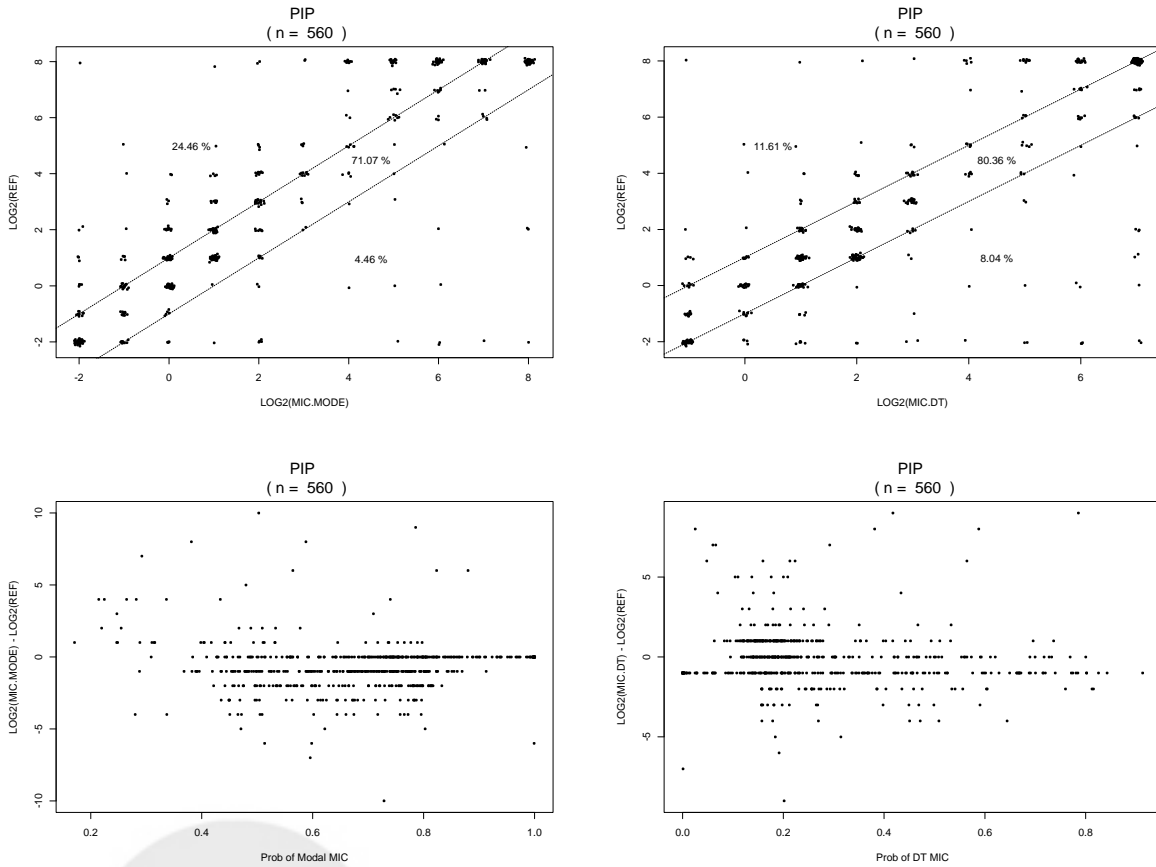 PIP
( n = 560 )
LOG2(REF)
8
6
4
2
0
-2
24.46 %
71.07 %
4.46 %
-2 0 2 4 6 8
LOG2(MIC.MODE)
PIP
( n = 560 )
LOG2(REF)
8
6
4
2
0
-2
11.61 %
80.36 %
8.04 %
0 2 4 6
LOG2(MIC.DT)
PIP
( n = 560 )
LOG2(MIC.MODE) - LOG2(REF)
10
5
0
-5
-10
0.2 0.4 0.6 0.8 1.0
Prob of Modal MIC
PIP
( n = 560 )
LOG2(MIC.DT) - LOG2(REF)
5
0
-5
0.0 0.2 0.4 0.6 0.8
Prob of DT MIC